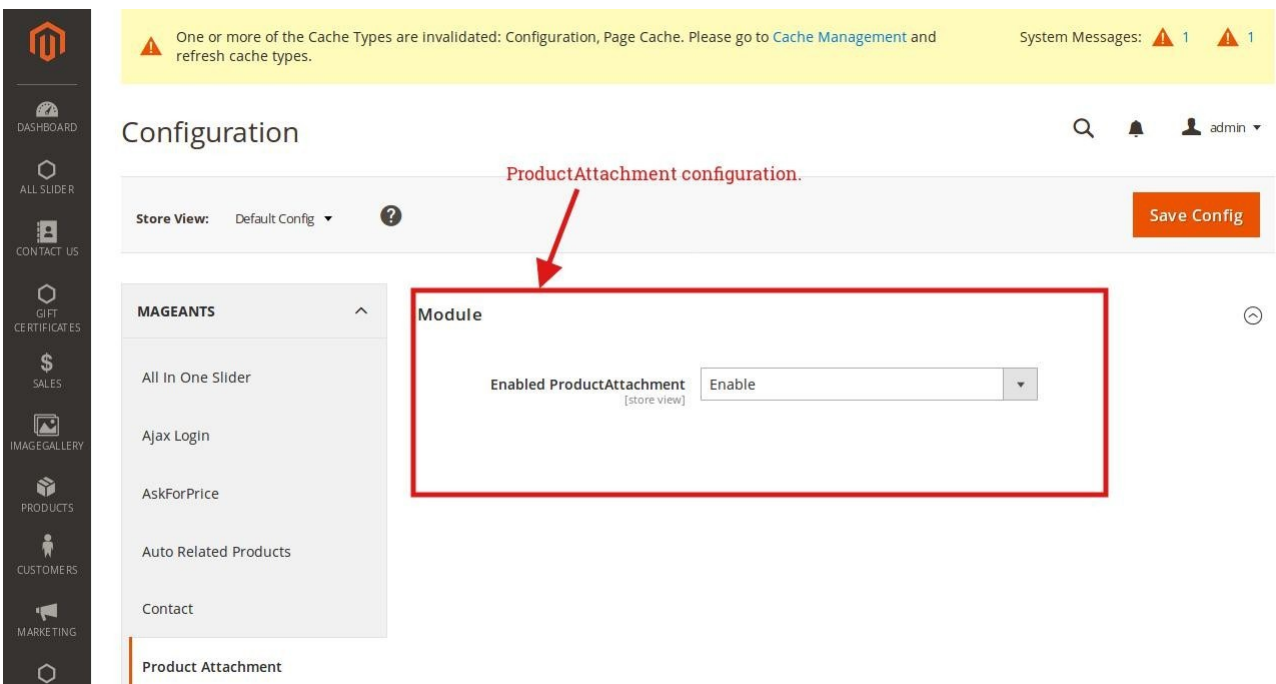 One or more of the Cache Types are invalidated: Configuration, Page Cache. Please go to Cache Management and
refresh cache types.
System Messages: 1 1
DASHBOARD
ALL SLIDER
CONTACT US
GIFT
CERTIFICATES
SALES
IMAGEGALLERY
PRODUCTS
CUSTOMERS
MARKETING
Configuration
admin
ProductAttachment configuration.
Store View: Default Config ?
Save Config
MAGEANTS
All In One Slider
Ajax Login
AskForPrice
Auto Related Products
Contact
Product Attachment
Module
Enabled ProductAttachment Enable
[store view]